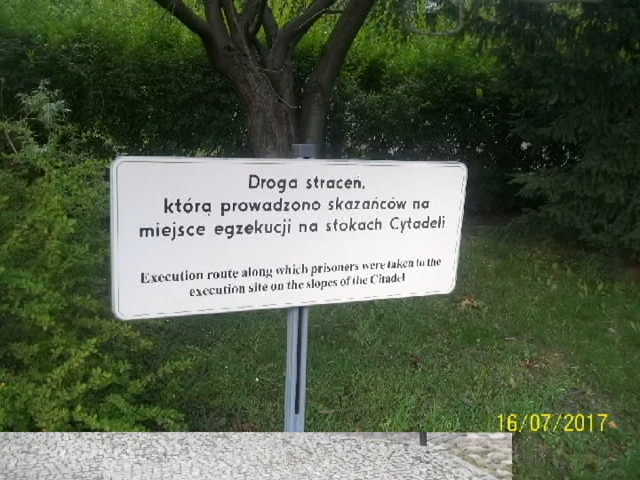 Droga straceń,
którą prowadzono skazańców na
miejsce egzekucji na stokach Cytadeli
Execution route along which prisoners were taken to the
execution site on the slopes of the Citadel
16/07/2017